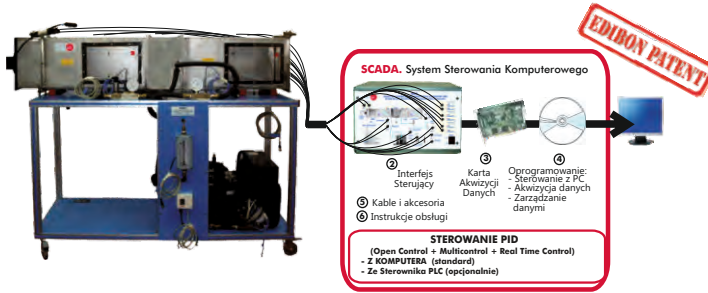 EDIBON PATENT
SCADA. System Sterowania Komputerowego
2
Interfejs
Sterujący
3
Karta
Akwizycji
Danych
4
Oprogramowanie:
- Sterowanie z PC
- Akwizycja danych
- Zarządzanie
danymi
5 Kable i akcesoria
6 Instrukcje obsługi
STEROWANIE PID
(Open Control + Multicontrol + Real Time Control)
- Z KOMPUTERA (standard)
- Ze Sterownika PLC (opcjonalnie)